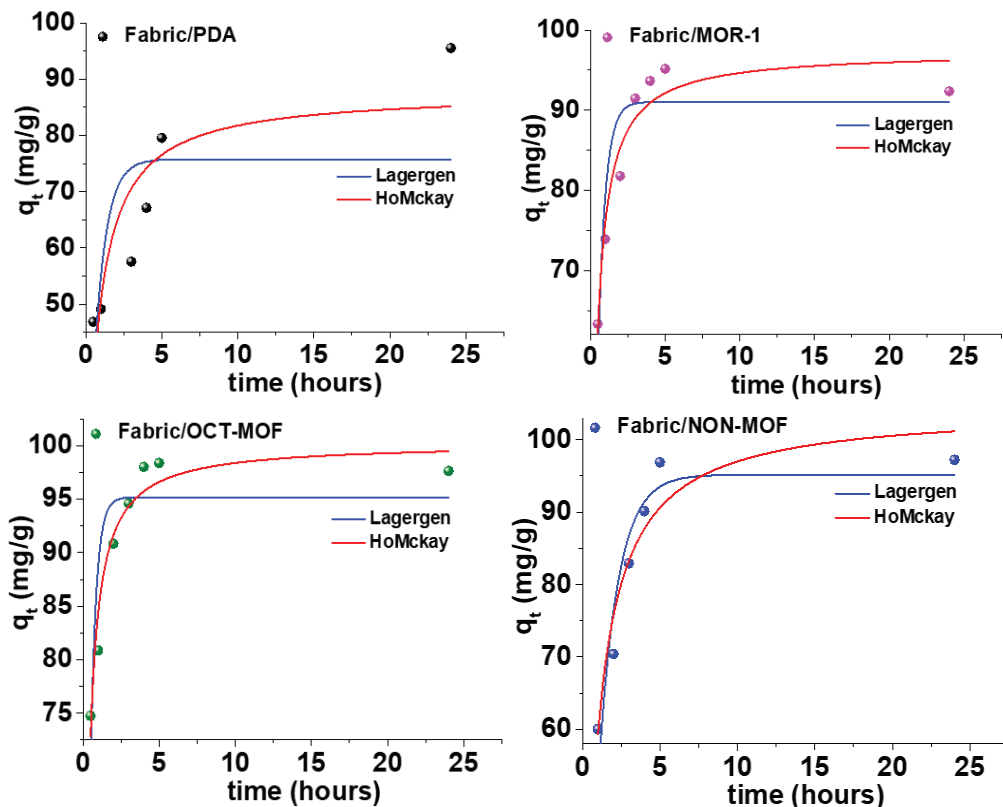 Fabric/PDA
100
90
80
70
60
50
q_t (mg/g)
Lagergen
HoMckay
0
5
10
15
20
25
time (hours)
Fabric/MOR-1
100
90
80
70
q_t (mg/g)
Lagergen
HoMckay
0
5
10
15
20
25
time (hours)
Fabric/OCT-MOF
100
95
90
85
80
75
q_t (mg/g)
Lagergen
HoMckay
0
5
10
15
20
25
time (hours)
Fabric/NON-MOF
100
90
80
70
60
q_t (mg/g)
Lagergen
HoMckay
0
5
10
15
20
25
time (hours)